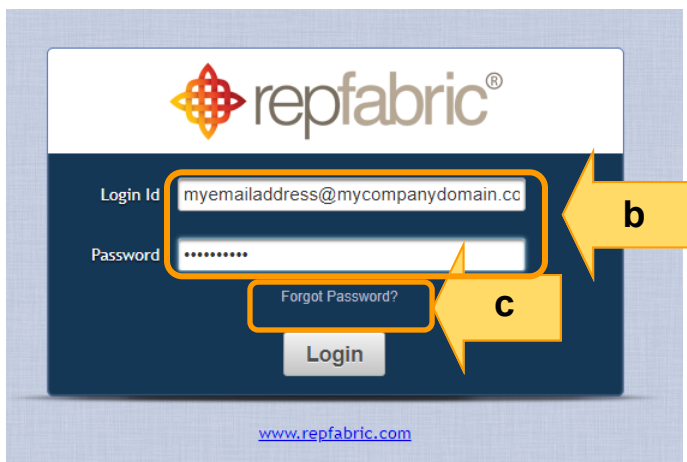 repfabric®
Login Id myemailaddress@mycompanydomain.co
b
Password ••••••••••
Forgot Password?
c
Login
www.repfabric.com